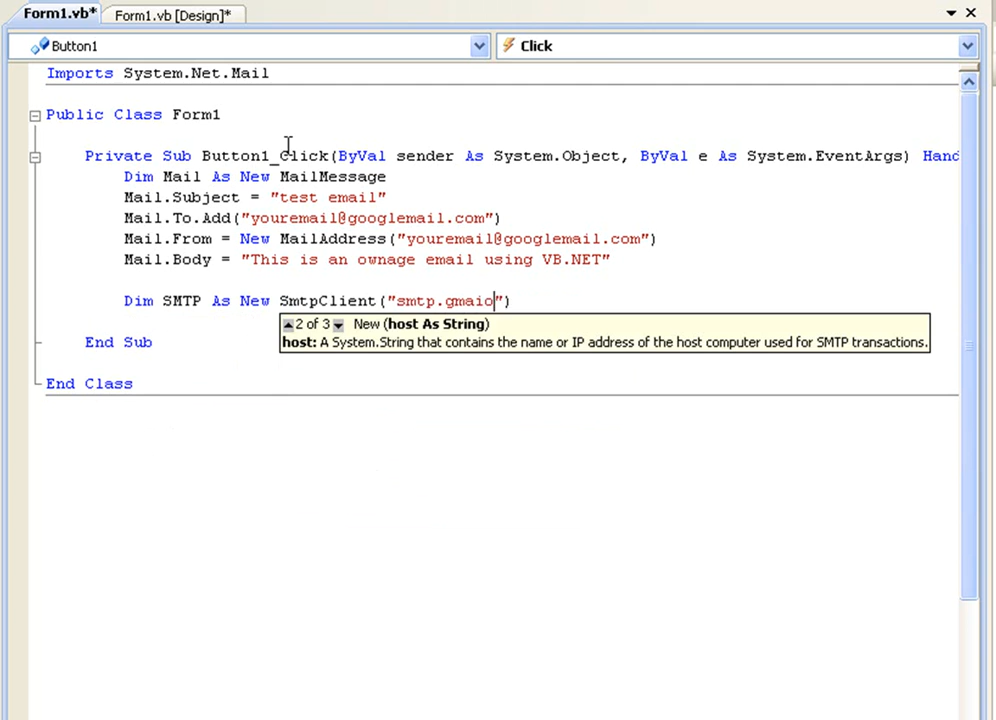 Form1.vb* Form1.vb [Design]*
Button1 Click
Imports System.Net.Mail
Public Class Form1
Private Sub Button1_Click(ByVal sender As System.Object, ByVal e As System.EventArgs) Hand
Dim Mail As New MailMessage
Mail.Subject = "test email"
Mail.To.Add("youremail@googlemail.com")
Mail.From = New MailAddress("youremail@googlemail.com")
Mail.Body = "This is an ownage email using VB.NET"
Dim SMTP As New SmtpClient("smtp.gmaio")
2 of 3 New (host As String)
host: A System.String that contains the name or IP address of the host computer used for SMTP transactions.
End Sub
End Class